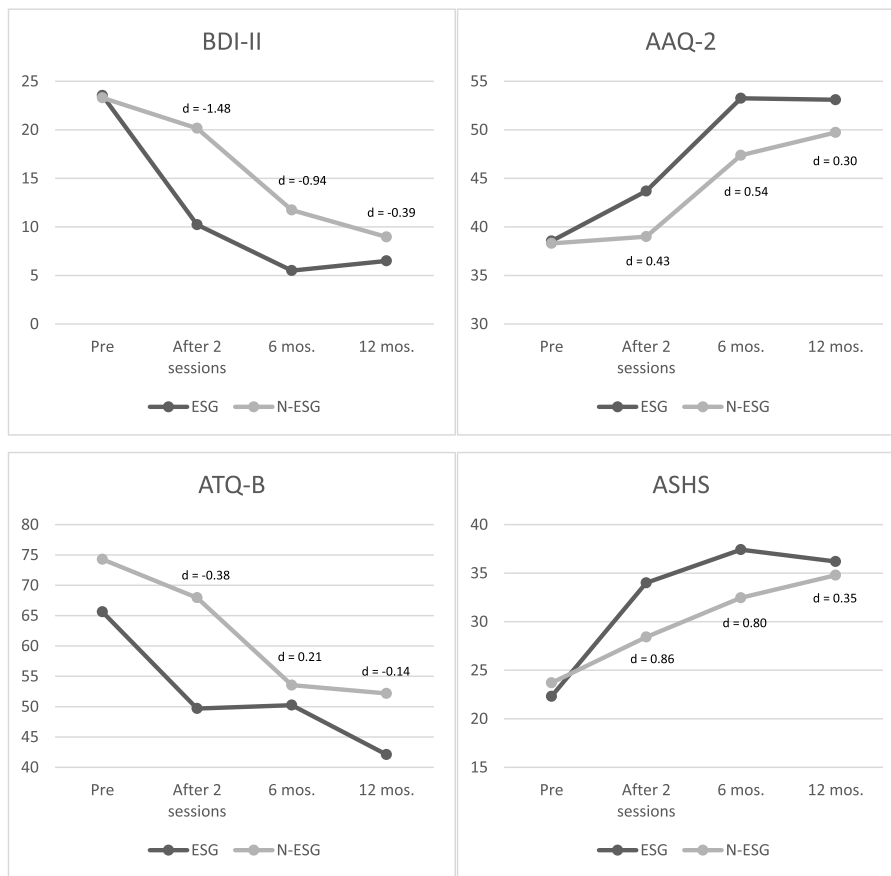 BDI-II
25
20
15
10
5
0
d = -1.48
d = -0.94
d = -0.39
Pre
After 2
sessions
6 mos.
12 mos.
ESG
N-ESG
AAQ-2
55
50
45
40
35
30
d = 0.43
d = 0.54
d = 0.30
Pre
After 2
sessions
6 mos.
12 mos.
ESG
N-ESG
ATQ-B
80
75
70
65
60
55
50
45
40
d = -0.38
d = 0.21
d = -0.14
Pre
After 2
sessions
6 mos.
12 mos.
ESG
N-ESG
ASHS
40
35
30
25
20
15
d = 0.86
d = 0.80
d = 0.35
Pre
After 2
sessions
6 mos.
12 mos.
ESG
N-ESG